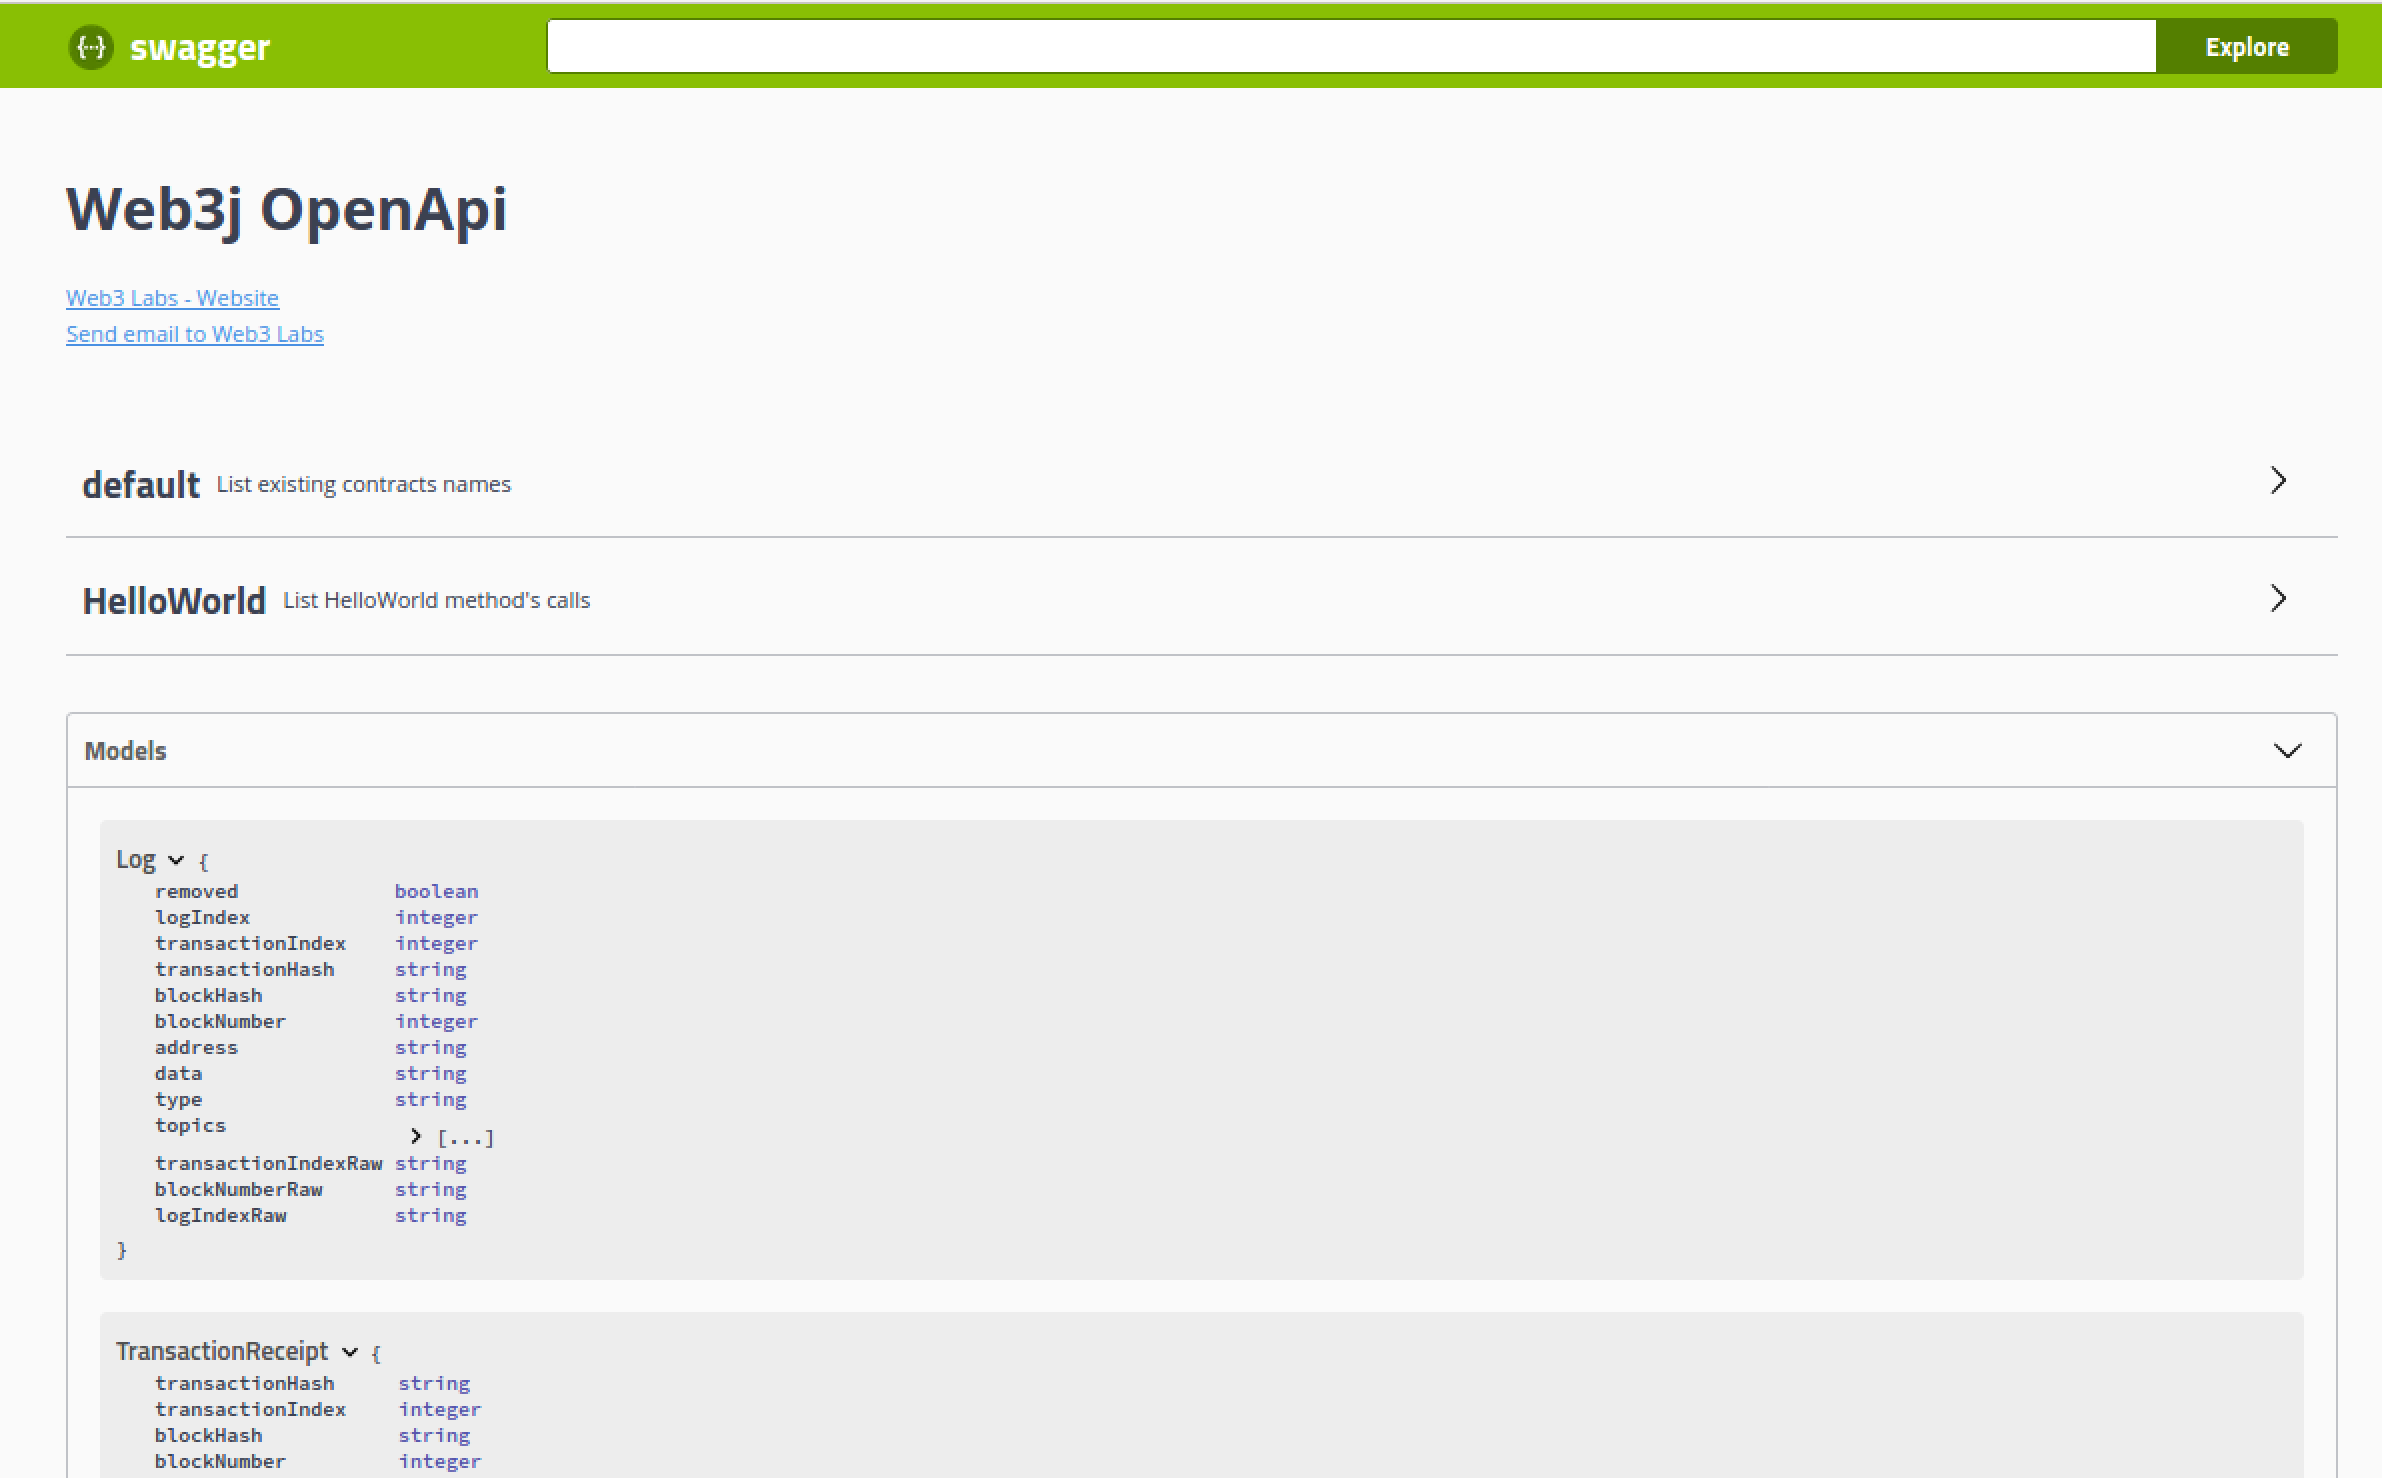 {···} swagger Explore
Web3j OpenApi
Web3 Labs - Website
Send email to Web3 Labs
default List existing contracts names
HelloWorld List HelloWorld method's calls
Models
Log {
removed boolean
logIndex integer
transactionIndex integer
transactionHash string
blockHash string
blockNumber integer
address string
data string
type string
topics [...]
transactionIndexRaw string
blockNumberRaw string
logIndexRaw string
}
TransactionReceipt {
transactionHash string
transactionIndex integer
blockHash string
blockNumber integer